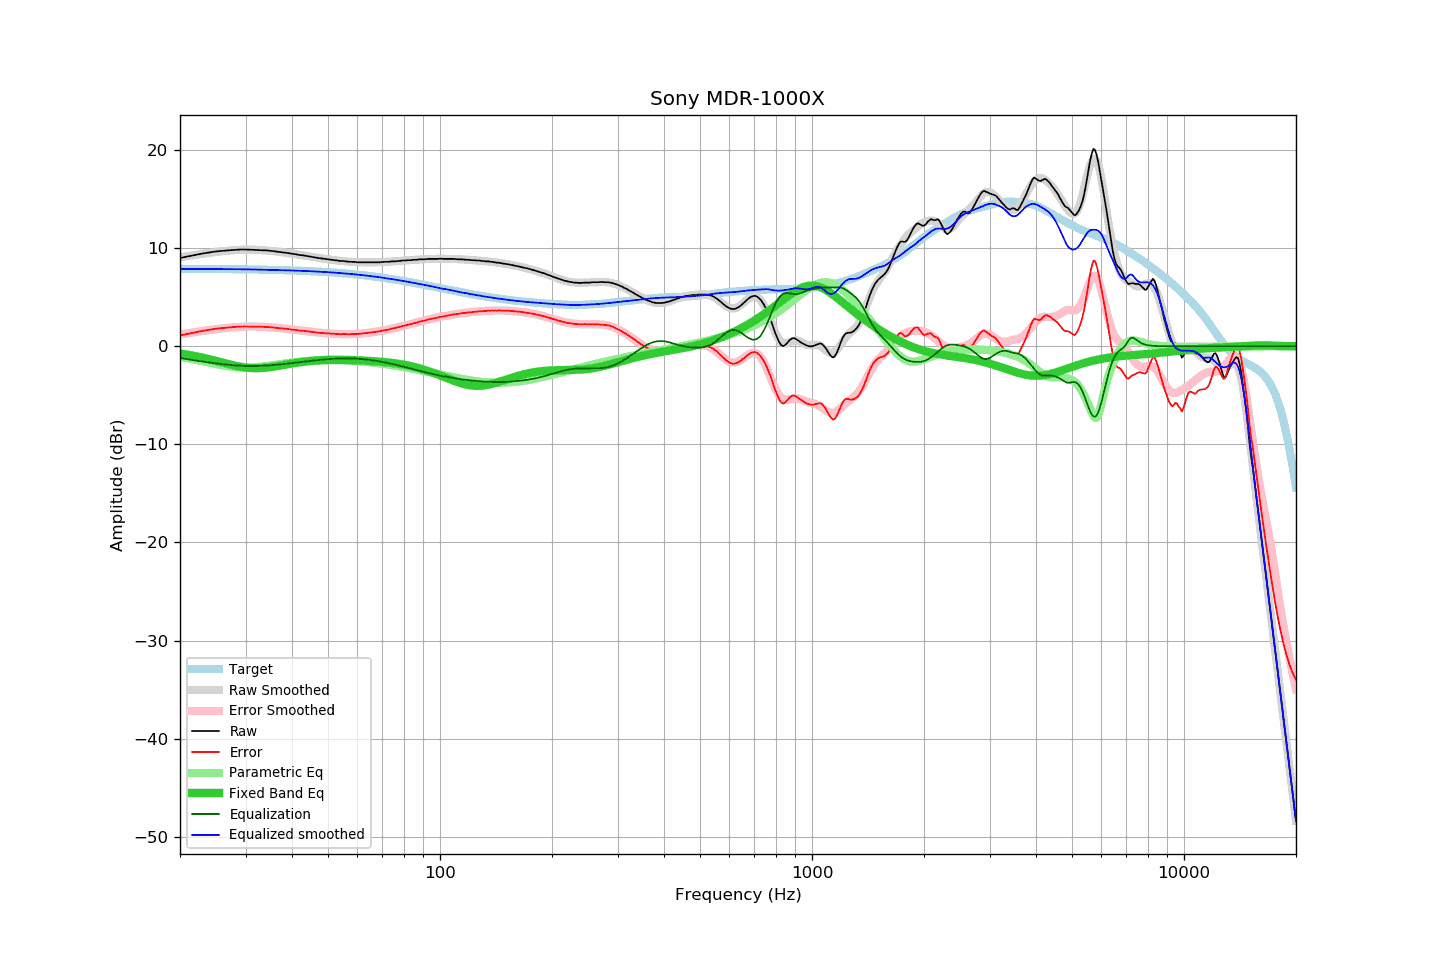 Sony MDR-1000X
Amplitude (dBr)
20
10
0
−10
−20
−30
−40
−50
Target
Raw Smoothed
Error Smoothed
Raw
Error
Parametric Eq
Fixed Band Eq
Equalization
Equalized smoothed
100
1000
10000
Frequency (Hz)